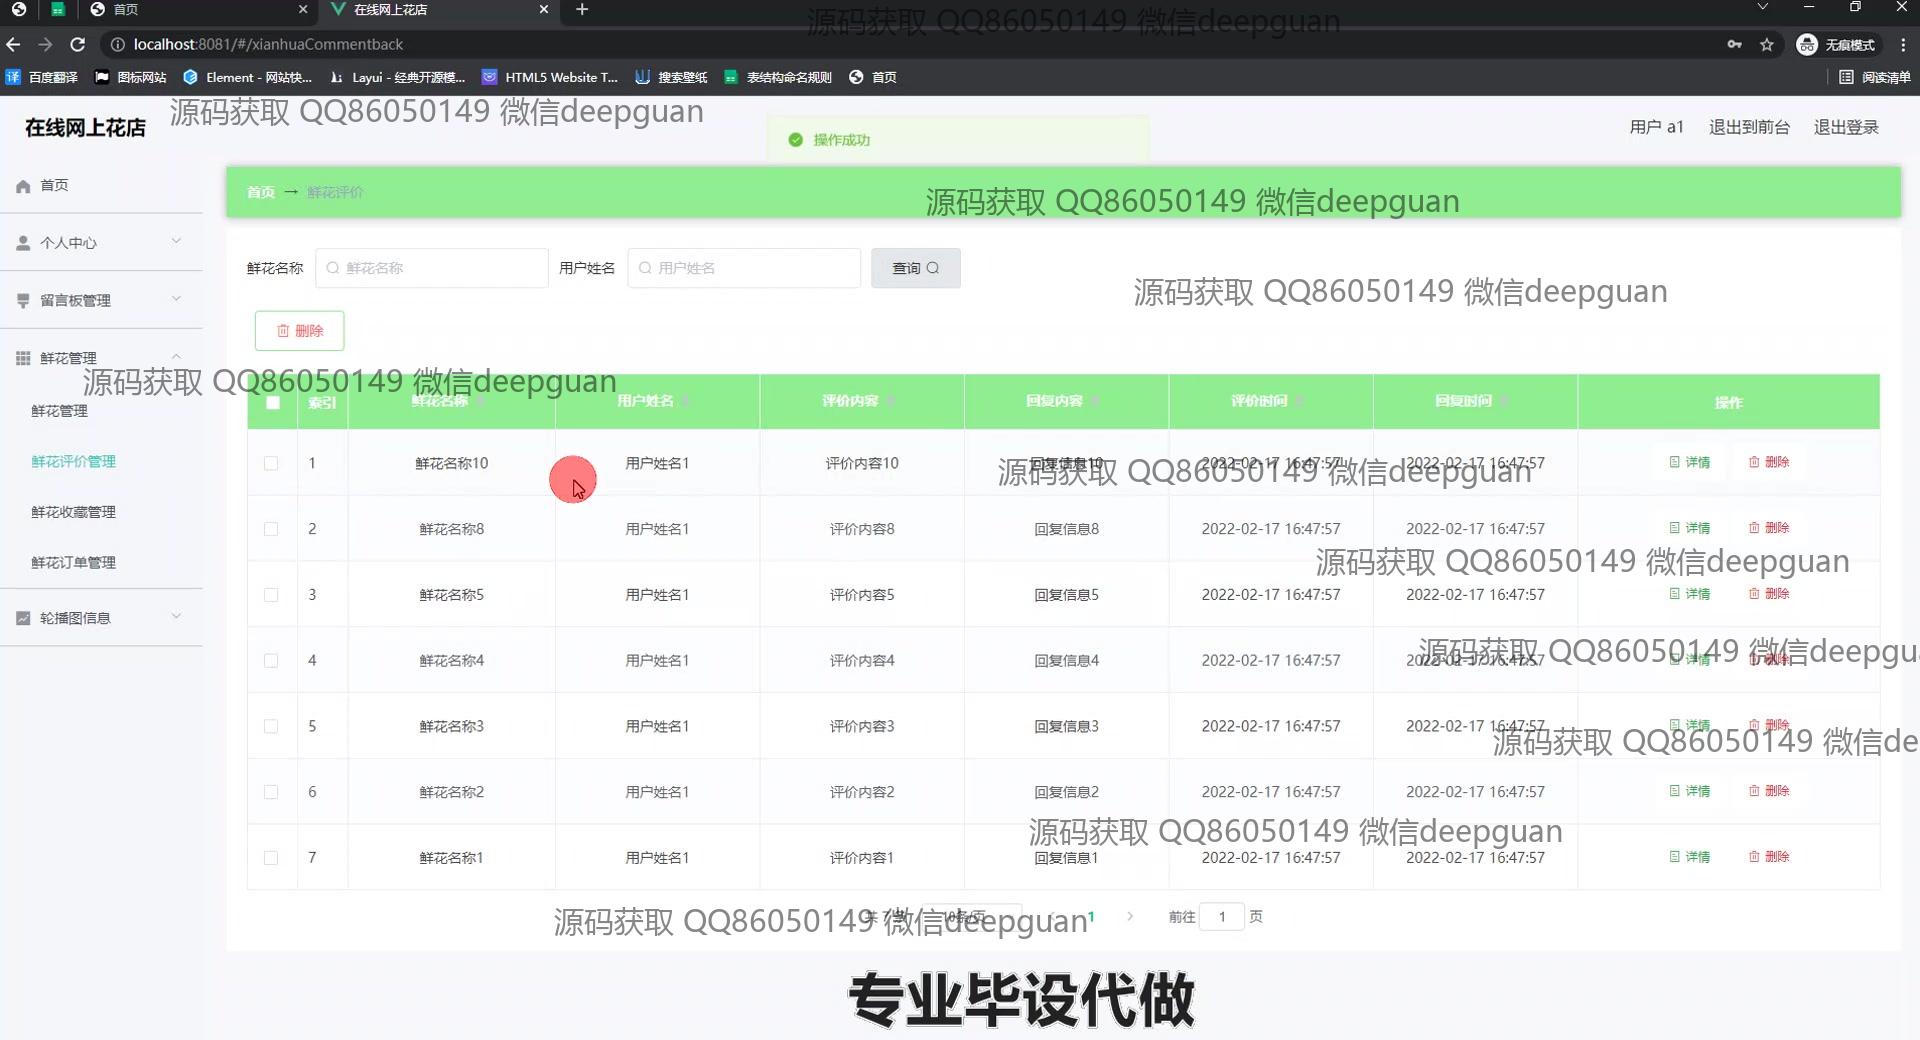 首页
在线网上花店
localhost:8081/#/xianhuaCommentback
无痕模式
百度翻译
图标网站
Element - 网站快...
Layui - 经典开源模...
HTML5 Website T...
搜索壁纸
表结构命名规则
首页
阅读清单
源码获取 QQ86050149 微信deepguan
源码获取 QQ86050149 微信deepguan
在线网上花店
操作成功
用户 a1 退出到前台 退出登录
首页
个人中心
留言板管理
鲜花管理
鲜花管理
鲜花评价管理
鲜花收藏管理
鲜花订单管理
轮播图信息
首页 → 鲜花评价
源码获取 QQ86050149 微信deepguan
鲜花名称 鲜花名称 用户姓名 用户姓名 查询
源码获取 QQ86050149 微信deepguan
删除
源码获取 QQ86050149 微信deepguan
索引 鲜花名称 用户姓名 评价内容 回复内容 评价时间 回复时间 操作
1 鲜花名称10 用户姓名1 评价内容10 回复信息10 2022-02-17 16:47:57 2022-02-17 16:47:57 详情 删除
源码获取 QQ86050149 微信deepguan
2 鲜花名称8 用户姓名1 评价内容8 回复信息8 2022-02-17 16:47:57 2022-02-17 16:47:57 详情 删除
源码获取 QQ86050149 微信deepguan
3 鲜花名称5 用户姓名1 评价内容5 回复信息5 2022-02-17 16:47:57 2022-02-17 16:47:57 详情 删除
4 鲜花名称4 用户姓名1 评价内容4 回复信息4 2022-02-17 16:47:57 2022-02-17 16:47:57 详情 删除
源码获取 QQ86050149 微信deepgu
5 鲜花名称3 用户姓名1 评价内容3 回复信息3 2022-02-17 16:47:57 2022-02-17 16:47:57 详情 删除
源码获取 QQ86050149 微信de
6 鲜花名称2 用户姓名1 评价内容2 回复信息2 2022-02-17 16:47:57 2022-02-17 16:47:57 详情 删除
源码获取 QQ86050149 微信deepguan
7 鲜花名称1 用户姓名1 评价内容1 回复信息1 2022-02-17 16:47:57 2022-02-17 16:47:57 详情 删除
共 7 条 10条/页 1 前往 1 页
源码获取 QQ86050149 微信deepguan
专业毕设代做